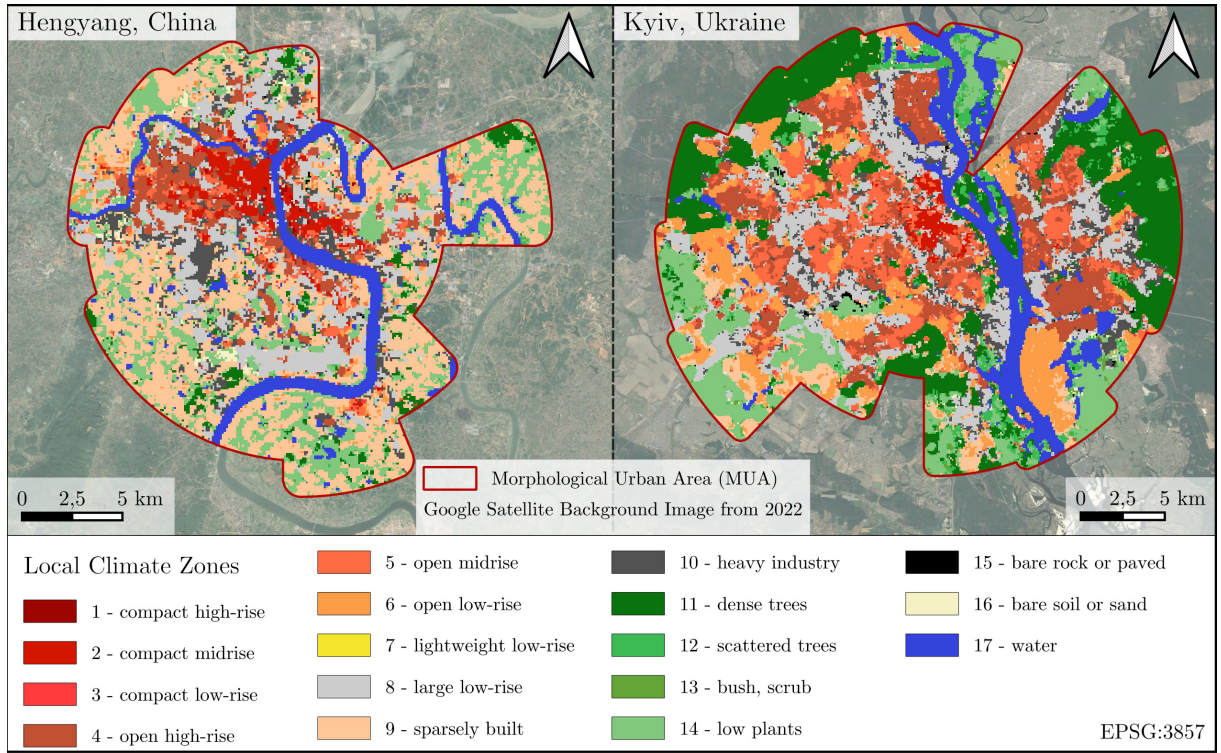 Hengyang, China
Kyiv, Ukraine
Morphological Urban Area (MUA)
Google Satellite Background Image from 2022
0 2,5 5 km
0 2,5 5 km
Local Climate Zones
1 - compact high-rise
2 - compact midrise
3 - compact low-rise
4 - open high-rise
5 - open midrise
6 - open low-rise
7 - lightweight low-rise
8 - large low-rise
9 - sparsely built
10 - heavy industry
11 - dense trees
12 - scattered trees
13 - bush, scrub
14 - low plants
15 - bare rock or paved
16 - bare soil or sand
17 - water
EPSG:3857